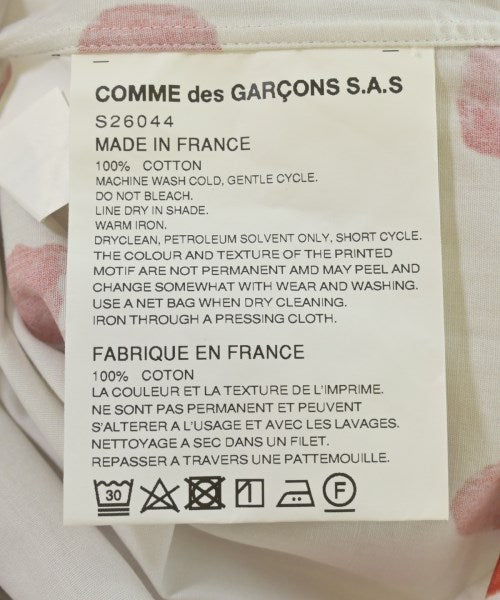 COMME des GARÇONS S.A.S
S26044
MADE IN FRANCE
100% COTTON
MACHINE WASH COLD, GENTLE CYCLE.
DO NOT BLEACH.
LINE DRY IN SHADE.
WARM IRON.
DRYCLEAN, PETROLEUM SOLVENT ONLY, SHORT CYCLE.
THE COLOUR AND TEXTURE OF THE PRINTED
MOTIF ARE NOT PERMANENT AMD MAY PEEL AND
CHANGE SOMEWHAT WITH WEAR AND WASHING.
USE A NET BAG WHEN DRY CLEANING.
IRON THROUGH A PRESSING CLOTH.
FABRIQUE EN FRANCE
100% COTON
LA COULEUR ET LA TEXTURE DE L'IMPRIME.
NE SONT PAS PERMANENT ET PEUVENT
S'ALTERER A L'USAGE ET AVEC LES LAVAGES.
NETTOYAGE A SEC DANS UN FILET.
REPASSER A TRAVERS UNE PATTEMOUILLE.
30 1 F